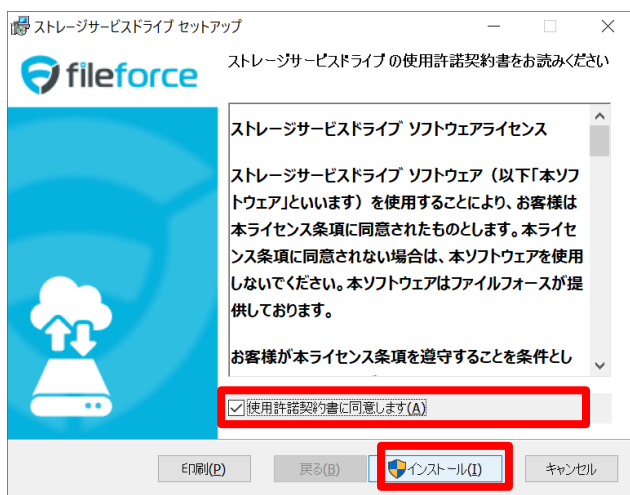 ストレージサービスドライブ セットアップ
fileforce
ストレージサービスドライブ の使用許諾契約書をお読みくださ
ストレージサービスドライブ ソフトウェアライセンス
ストレージサービスドライブ ソフトウェア（以下「本ソフ
トウェア」といいます）を使用することにより、お客様は
本ライセンス条項に同意されたものとします。本ライセ
ンス条項に同意されない場合は、本ソフトウェアを使用
しないでください。本ソフトウェアはファイルフォースが提
供しております。
お客様が本ライセンス条項を遵守することを条件とし
使用許諾契約書に同意します(A)
印刷(P)
戻る(B)
インストール(I)
キャンセル